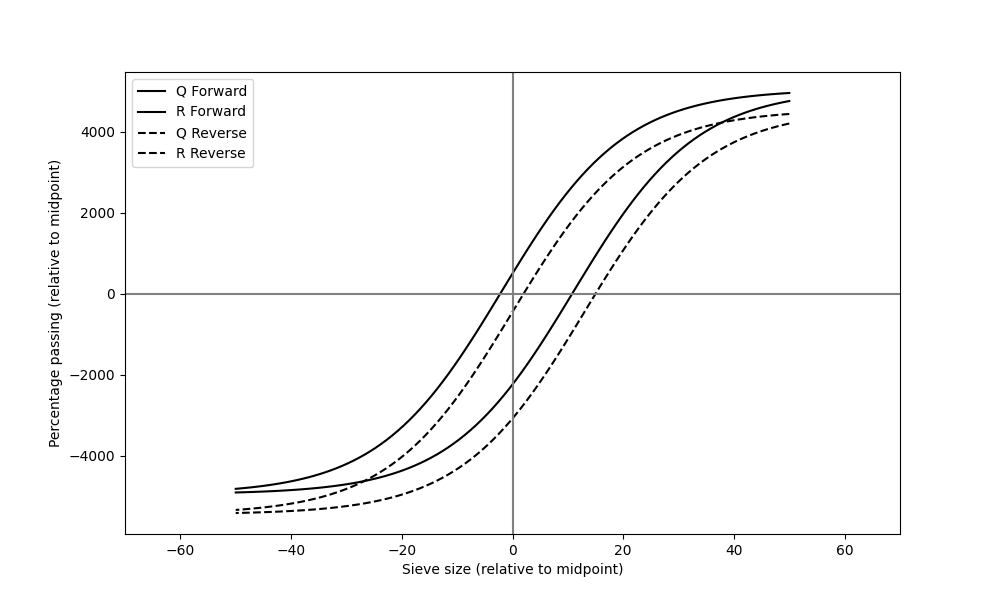 Q Forward
R Forward
Q Reverse
R Reverse
4000
2000
0
−2000
−4000
Percentage passing (relative to midpoint)
−60 −40 −20 0 20 40 60
Sieve size (relative to midpoint)